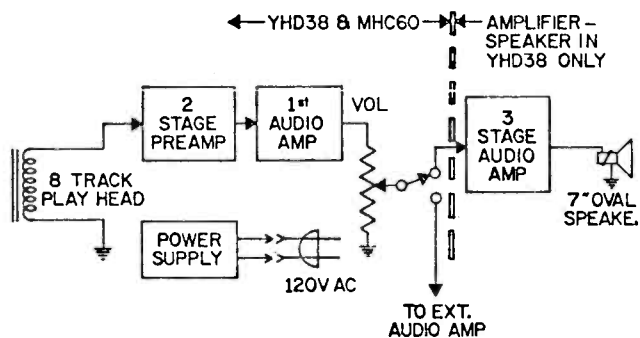 YHD38 & MHC60
AMPLIFIER-
SPEAKER IN
YHD38 ONLY
2
STAGE
PREAMP
1st
AUDIO
AMP
VOL
3
STAGE
AUDIO
AMP
8 TRACK
PLAY HEAD
7" OVAL
SPEAKE.
POWER
SUPPLY
120V AC
TO EXT.
AUDIO AMP